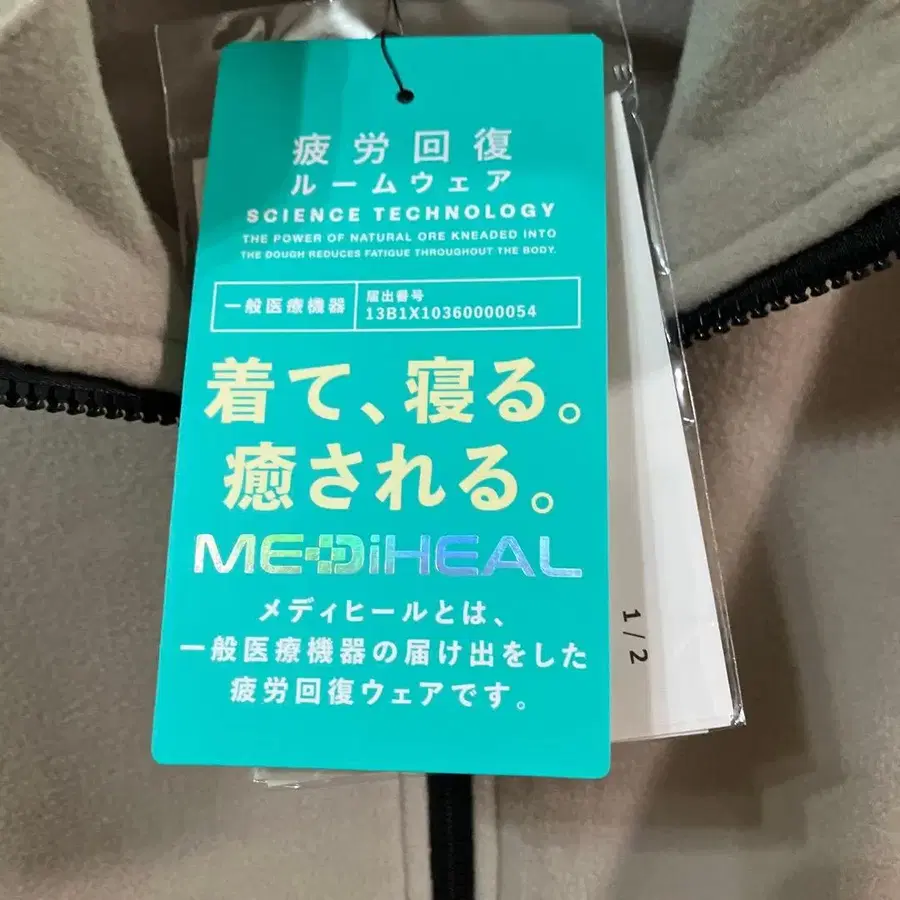 疲労回復
ルームウェア
SCIENCE TECHNOLOGY
THE POWER OF NATURAL ORE KNEADED INTO
THE DOUGH REDUCES FATIGUE THROUGHOUT THE BODY.
一般医療機器
届出番号
13B1X10360000054
着て、寝る。
癒される。
MEDiHEAL
メディヒールとは、
一般医療機器の届け出をした
疲労回復ウェアです。
1/2